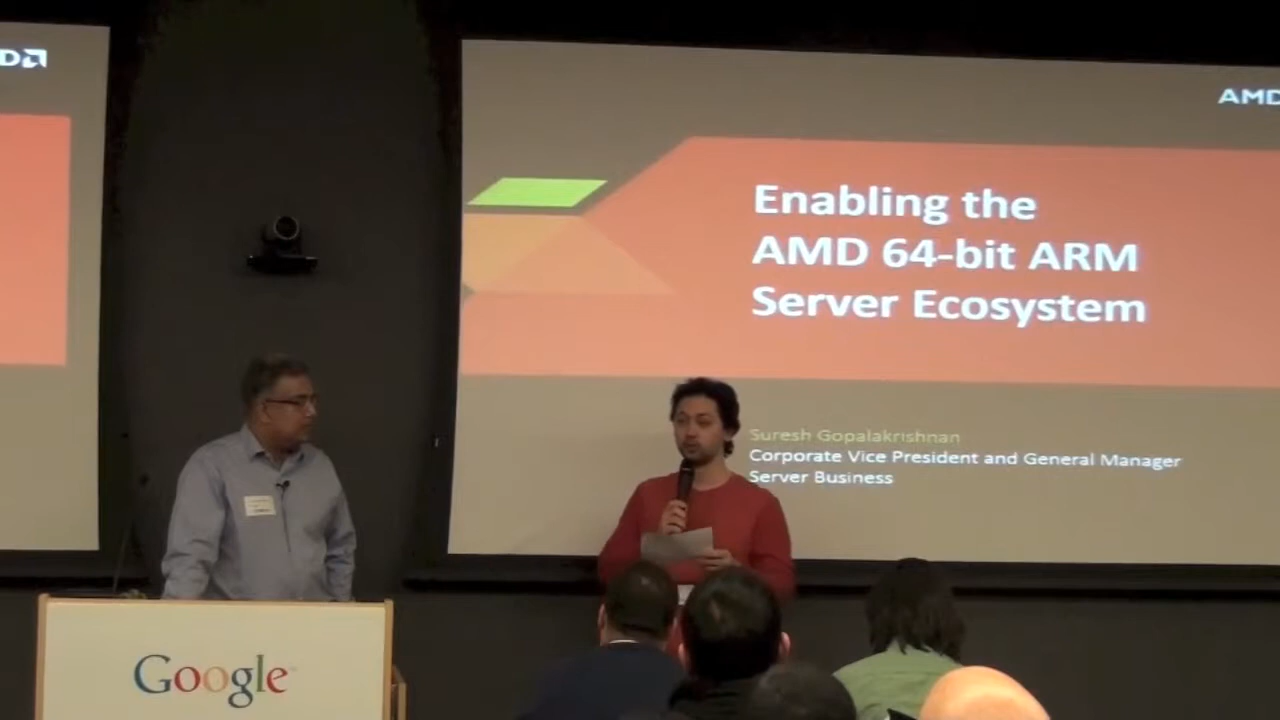 AMD
Enabling the
AMD 64-bit ARM
Server Ecosystem
Suresh Gopalakrishnan
Corporate Vice President and General Manager
Server Business
Google